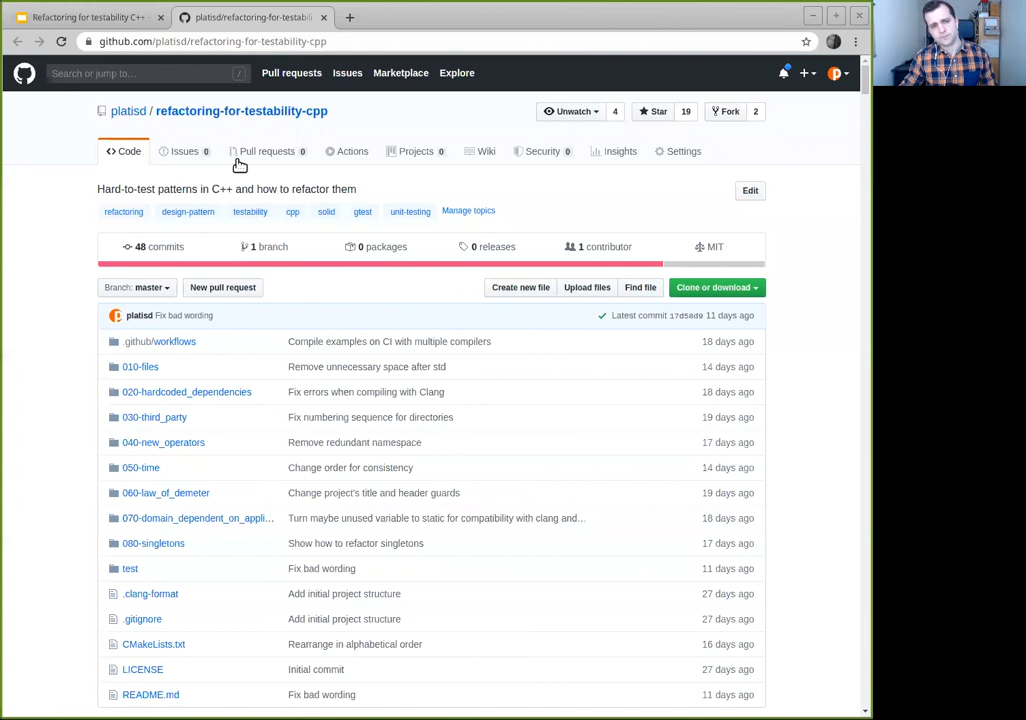 Refactoring for testability C++
platisd/refactoring-for-testabili
github.com/platisd/refactoring-for-testability-cpp
Search or jump to... /
Pull requests Issues Marketplace Explore
platisd / refactoring-for-testability-cpp
Unwatch 4 Star 19 Fork 2
Code Issues 0 Pull requests 0 Actions Projects 0 Wiki Security 0 Insights Settings
Hard-to-test patterns in C++ and how to refactor them
Edit
refactoring design-pattern testability cpp solid gtest unit-testing Manage topics
48 commits 1 branch 0 packages 0 releases 1 contributor MIT
Branch: master New pull request Create new file Upload files Find file Clone or download
platisd Fix bad wording Latest commit 17d58d9 11 days ago
.github/workflows Compile examples on CI with multiple compilers 18 days ago
010-files Remove unnecessary space after std 14 days ago
020-hardcoded_dependencies Fix errors when compiling with Clang 18 days ago
030-third_party Fix numbering sequence for directories 19 days ago
040-new_operators Remove redundant namespace 17 days ago
050-time Change order for consistency 14 days ago
060-law_of_demeter Change project's title and header guards 19 days ago
070-domain_dependent_on_appli... Turn maybe unused variable to static for compatibility with clang and... 18 days ago
080-singletons Show how to refactor singletons 17 days ago
test Fix bad wording 11 days ago
.clang-format Add initial project structure 27 days ago
.gitignore Add initial project structure 27 days ago
CMakeLists.txt Rearrange in alphabetical order 16 days ago
LICENSE Initial commit 27 days ago
README.md Fix bad wording 11 days ago